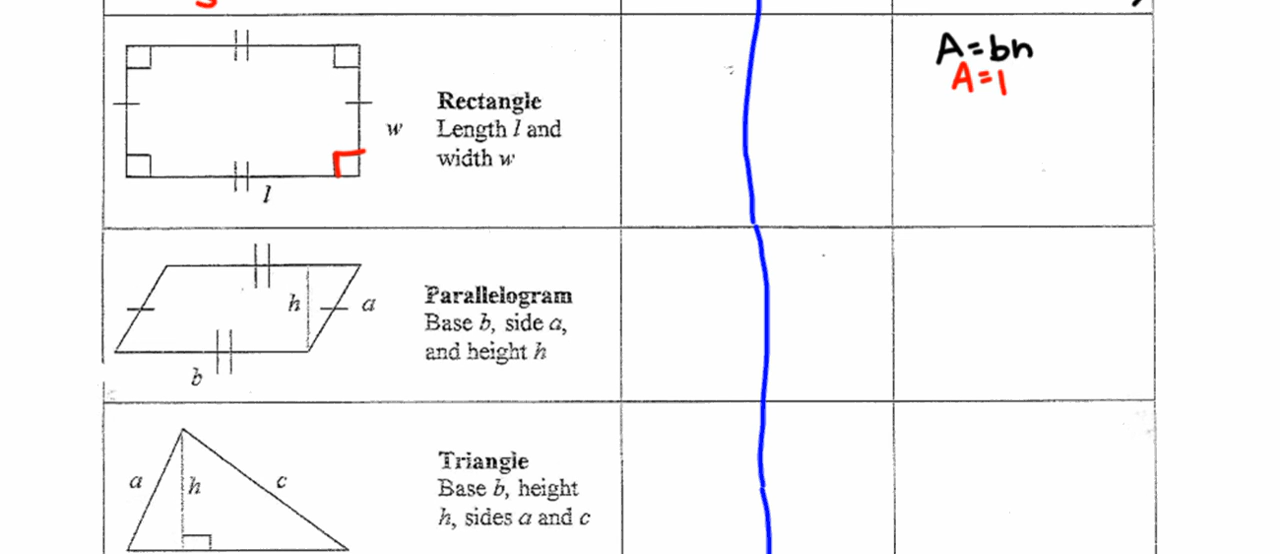 A=bh
A=l
w
Rectangle
Length l and
width w
l
h
a
Parallelogram
Base b, side a,
and height h
b
a
h
c
Triangle
Base b, height
h, sides a and c